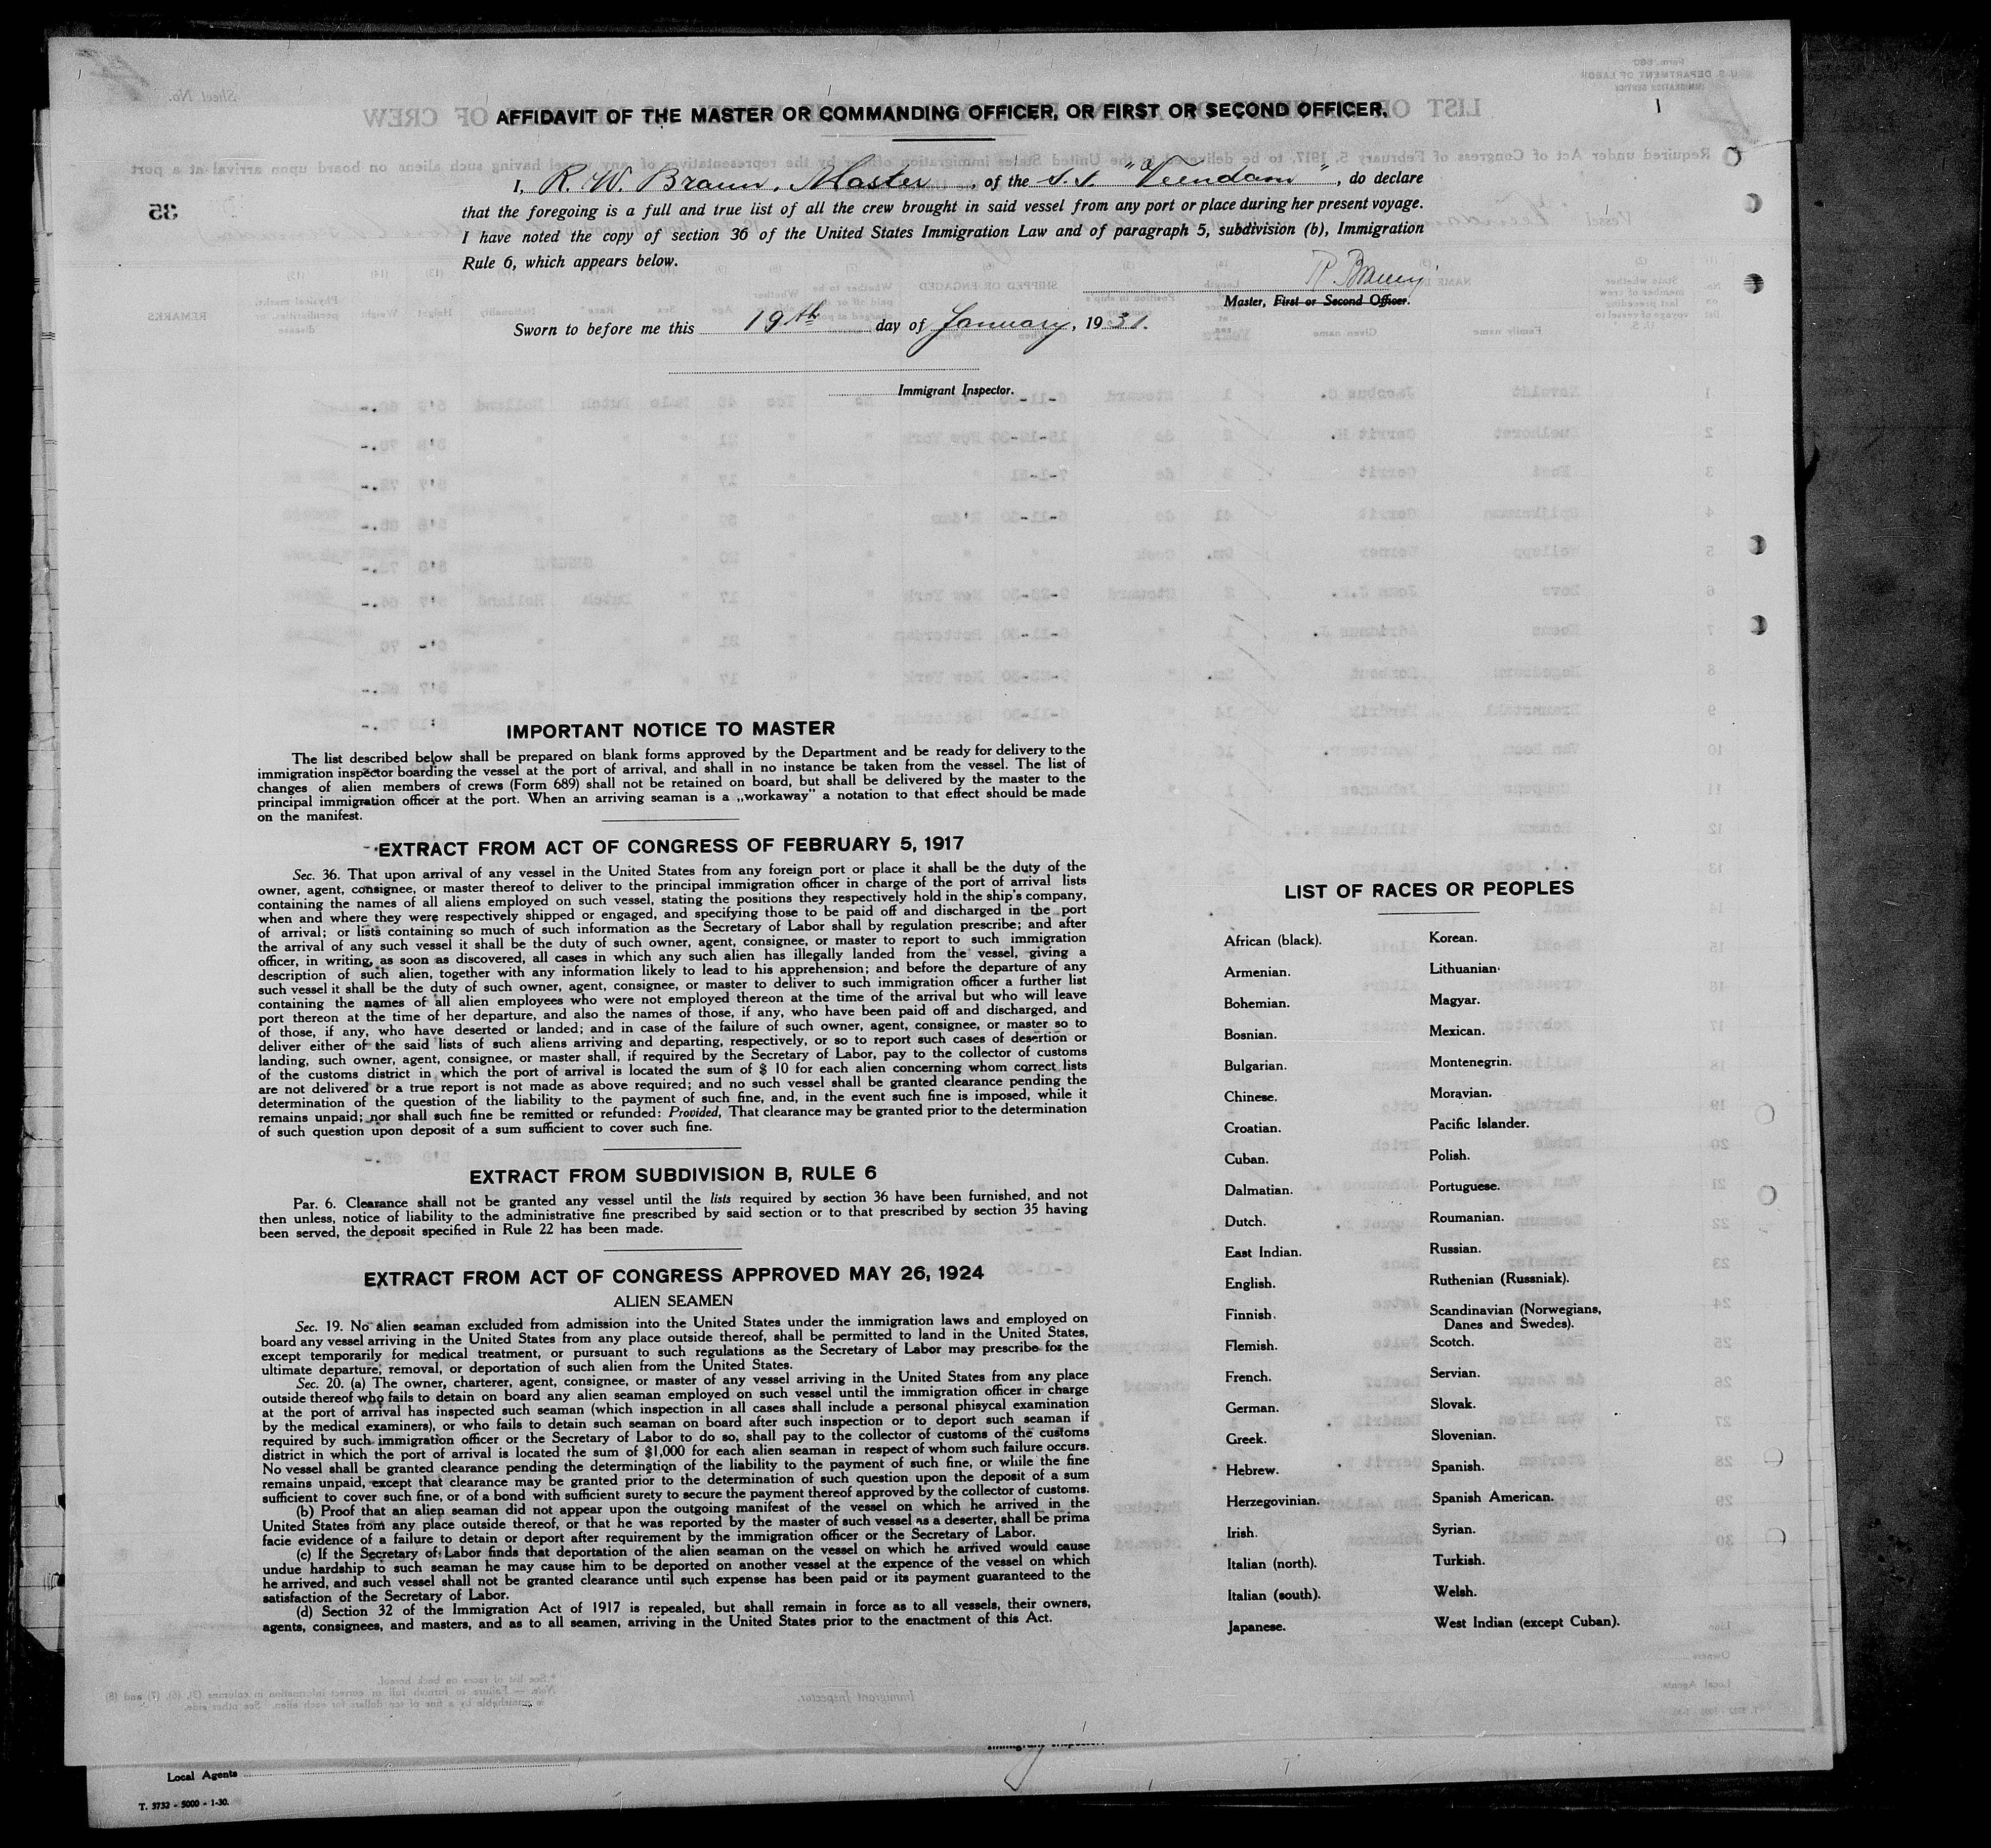 AFFIDAVIT OF THE MASTER OR COMMANDING OFFICER, OR FIRST OR SECOND OFFICER.
I, R. W. Braun, Master, of the s.s. "Veendam", do declare
that the foregoing is a full and true list of all the crew brought in said vessel from any port or place during her present voyage.
I have noted the copy of section 36 of the United States Immigration Law and of paragraph 5, subdivision (b), Immigration
Rule 6, which appears below.
Master, First or Second Officer.
Sworn to before me this 19th day of January, 1931.
Immigrant Inspector.
35
IMPORTANT NOTICE TO MASTER
The list described below shall be prepared on blank forms approved by the Department and be ready for delivery to the
immigration inspector boarding the vessel at the port of arrival, and shall in no instance be taken from the vessel. The list of
changes of alien members of crews (Form 689) shall not be retained on board, but shall be delivered by the master to the
principal immigration officer at the port. When an arriving seaman is a „workaway” a notation to that effect should be made
on the manifest.
EXTRACT FROM ACT OF CONGRESS OF FEBRUARY 5, 1917
Sec. 36. That upon arrival of any vessel in the United States from any foreign port or place it shall be the duty of the
owner, agent, consignee, or master thereof to deliver to the principal immigration officer in charge of the port of arrival lists
containing the names of all aliens employed on such vessel, stating the positions they respectively hold in the ship's company,
when and where they were respectively shipped or engaged, and specifying those to be paid off and discharged in the port
of arrival; or lists containing so much of such information as the Secretary of Labor shall by regulation prescribe; and after
the arrival of any such vessel it shall be the duty of such owner, agent, consignee, or master to report to such immigration
officer, in writing, as soon as discovered, all cases in which any such alien has illegally landed from the vessel, giving a
description of such alien, together with any information likely to lead to his apprehension; and before the departure of any
such vessel it shall be the duty of such owner, agent, consignee, or master to deliver to such immigration officer a further list
containing the names of all alien employees who were not employed thereon at the time of the arrival but who will leave
port thereon at the time of her departure, and also the names of those, if any, who have been paid off and discharged, and
of those, if any, who have deserted or landed; and in case of the failure of such owner, agent, consignee, or master so to
deliver either of the said lists of such aliens arriving and departing, respectively, or so to report such cases of desertion or
landing, such owner, agent, consignee, or master shall, if required by the Secretary of Labor, pay to the collector of customs
of the customs district in which the port of arrival is located the sum of $ 10 for each alien concerning whom correct lists
are not delivered or a true report is not made as above required; and no such vessel shall be granted clearance pending the
determination of the question of the liability to the payment of such fine, and, in the event such fine is imposed, while it
remains unpaid; nor shall such fine be remitted or refunded: Provided, That clearance may be granted prior to the determination
of such question upon deposit of a sum sufficient to cover such fine.
EXTRACT FROM SUBDIVISION B, RULE 6
Par. 6. Clearance shall not be granted any vessel until the lists required by section 36 have been furnished, and not
then unless, notice of liability to the administrative fine prescribed by said section or to that prescribed by section 35 having
been served, the deposit specified in Rule 22 has been made.
EXTRACT FROM ACT OF CONGRESS APPROVED MAY 26, 1924
ALIEN SEAMEN
Sec. 19. No alien seaman excluded from admission into the United States under the immigration laws and employed on
board any vessel arriving in the United States from any place outside thereof, shall be permitted to land in the United States,
except temporarily for medical treatment, or pursuant to such regulations as the Secretary of Labor may prescribe for the
ultimate departure, removal, or deportation of such alien from the United States.
Sec. 20. (a) The owner, charterer, agent, consignee, or master of any vessel arriving in the United States from any place
outside thereof who fails to detain on board any alien seaman employed on such vessel until the immigration officer in charge
at the port of arrival has inspected such seaman (which inspection in all cases shall include a personal phisycal examination
by the medical examiners), or who fails to detain such seaman on board after such inspection or to deport such seaman if
required by such immigration officer or the Secretary of Labor to do so, shall pay to the collector of customs of the customs
district in which the port of arrival is located the sum of $1,000 for each alien seaman in respect of whom such failure occurs.
No vessel shall be granted clearance pending the determination of the liability to the payment of such fine, or while the fine
remains unpaid, except that clearance may be granted prior to the determination of such question upon the deposit of a sum
sufficient to cover such fine, or of a bond with sufficient surety to secure the payment thereof approved by the collector of customs.
(b) Proof that an alien seaman did not appear upon the outgoing manifest of the vessel on which he arrived in the
United States from any place outside thereof, or that he was reported by the master of such vessel as a deserter, shall be prima
facie evidence of a failure to detain or deport after requirement by the immigration officer or the Secretary of Labor.
(c) If the Secretary of Labor finds that deportation of the alien seaman on the vessel on which he arrived would cause
undue hardship to such seaman he may cause him to be deported on another vessel at the expence of the vessel on which
he arrived, and such vessel shall not be granted clearance until such expense has been paid or its payment guaranteed to the
satisfaction of the Secretary of Labor.
(d) Section 32 of the Immigration Act of 1917 is repealed, but shall remain in force as to all vessels, their owners,
agents, consignees, and masters, and as to all seamen, arriving in the United States prior to the enactment of this Act.
LIST OF RACES OR PEOPLES
African (black).
Armenian.
Bohemian.
Bosnian.
Bulgarian.
Chinese.
Croatian.
Cuban.
Dalmatian.
Dutch.
East Indian.
English.
Finnish.
Flemish.
French.
German.
Greek.
Hebrew.
Herzegovinian.
Irish.
Italian (north).
Italian (south).
Japanese.
Korean.
Lithuanian.
Magyar.
Mexican.
Montenegrin.
Moravian.
Pacific Islander.
Polish.
Portuguese.
Roumanian.
Russian.
Ruthenian (Russniak).
Scandinavian (Norwegians,
Danes and Swedes).
Scotch.
Servian.
Slovak.
Slovenian.
Spanish.
Spanish American.
Syrian.
Turkish.
Welsh.
West Indian (except Cuban).
Local Agents
T. 3732 - 5000 - 1-30.